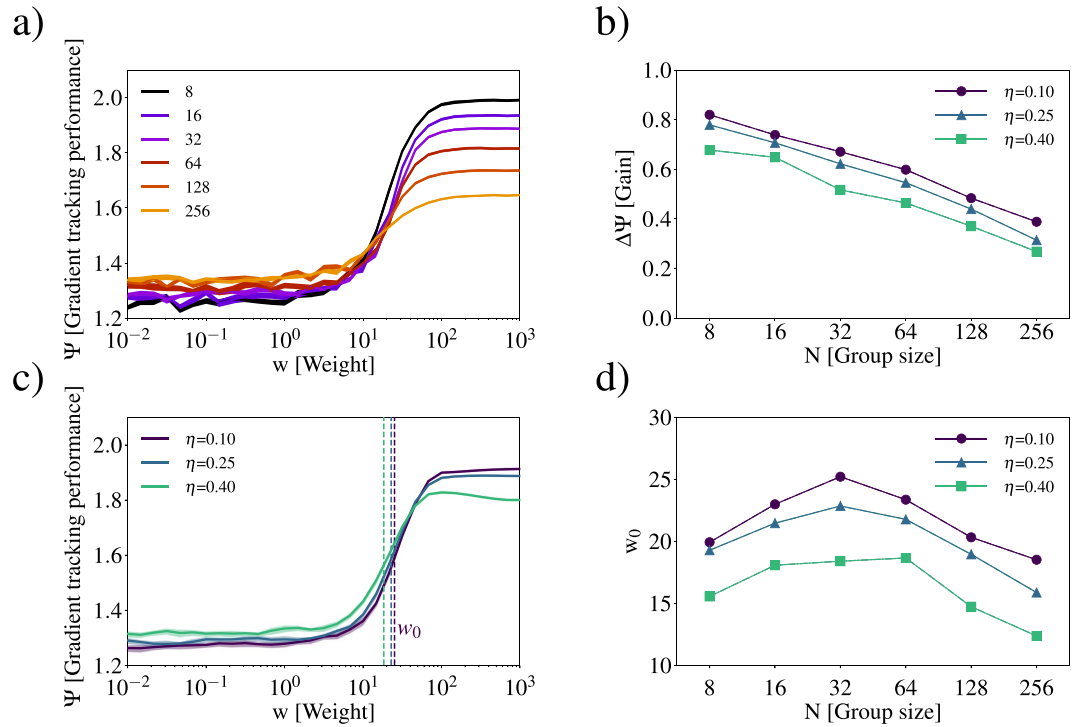 a)
Ψ [Gradient tracking performance]
2.0
1.8
1.6
1.4
1.2
8
16
32
64
128
256
10⁻² 10⁻¹ 10⁰ 10¹ 10² 10³
w [Weight]
b)
ΔΨ [Gain]
1.0
0.8
0.6
0.4
0.2
0.0
η=0.10
η=0.25
η=0.40
8 16 32 64 128 256
N [Group size]
c)
Ψ [Gradient tracking performance]
2.0
1.8
1.6
1.4
1.2
η=0.10
η=0.25
η=0.40
w₀
10⁻² 10⁻¹ 10⁰ 10¹ 10² 10³
w [Weight]
d)
w₀
30
25
20
15
10
η=0.10
η=0.25
η=0.40
8 16 32 64 128 256
N [Group size]